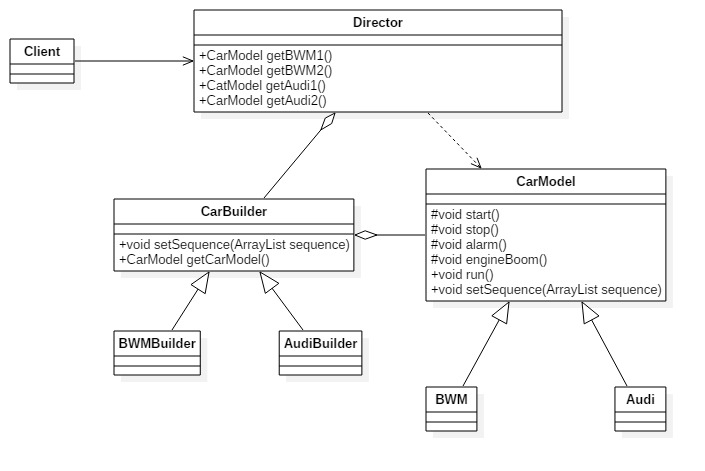 Director
Client
+CarModel getBWM1()
+CarModel getBWM2()
+CatModel getAudi1()
+CarModel getAudi2()
CarModel
CarBuilder
#void start()
#void stop()
#void alarm()
#void engineBoom()
+void run()
+void setSequence(ArrayList sequence)
+void setSequence(ArrayList sequence)
+CarModel getCarModel()
BWMBuilder
AudiBuilder
BWM
Audi